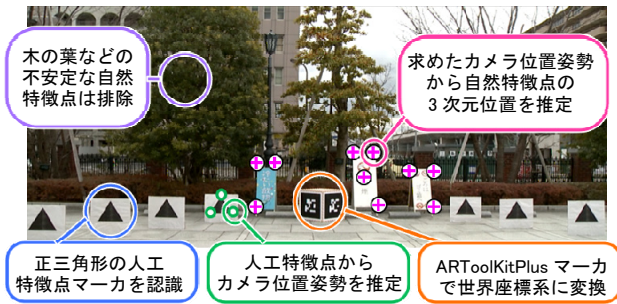 木の葉などの
不安定な自然
特徴点は排除
求めたカメラ位置姿勢
から自然特徴点の
3 次元位置を推定
正三角形の人工
特徴点マーカを認識
人工特徴点から
カメラ位置姿勢を推定
ARToolKitPlus マーカ
で世界座標系に変換